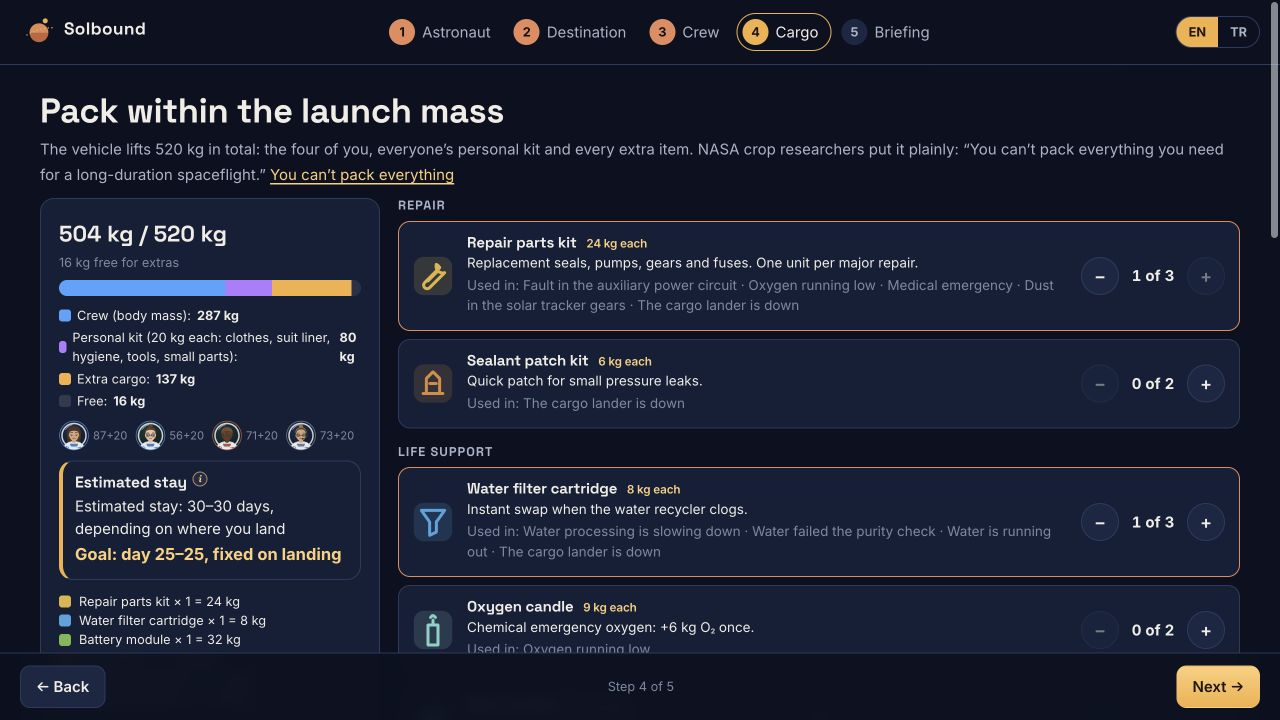 Solbound
1 Astronaut
2 Destination
3 Crew
4 Cargo
5 Briefing
EN TR
Pack within the launch mass
The vehicle lifts 520 kg in total: the four of you, everyone’s personal kit and every extra item. NASA crop researchers put it plainly: “You can’t pack everything you need
for a long-duration spaceflight.” You can’t pack everything
504 kg / 520 kg
16 kg free for extras
Crew (body mass): 287 kg
Personal kit (20 kg each: clothes, suit liner, 80
hygiene, tools, small parts): kg
Extra cargo: 137 kg
Free: 16 kg
87+20 56+20 71+20 73+20
Estimated stay i
Estimated stay: 30–30 days,
depending on where you land
Goal: day 25–25, fixed on landing
Repair parts kit × 1 = 24 kg
Water filter cartridge × 1 = 8 kg
Battery module × 1 = 32 kg
REPAIR
Repair parts kit 24 kg each
Replacement seals, pumps, gears and fuses. One unit per major repair.
Used in: Fault in the auxiliary power circuit · Oxygen running low · Medical emergency · Dust
in the solar tracker gears · The cargo lander is down
– 1 of 3 +
Sealant patch kit 6 kg each
Quick patch for small pressure leaks.
Used in: The cargo lander is down
– 0 of 2 +
LIFE SUPPORT
Water filter cartridge 8 kg each
Instant swap when the water recycler clogs.
Used in: Water processing is slowing down · Water failed the purity check · Water is running
out · The cargo lander is down
– 1 of 3 +
Oxygen candle 9 kg each
Chemical emergency oxygen: +6 kg O₂ once.
Used in: Oxygen running low
– 0 of 2 +
← Back
Step 4 of 5
Next →